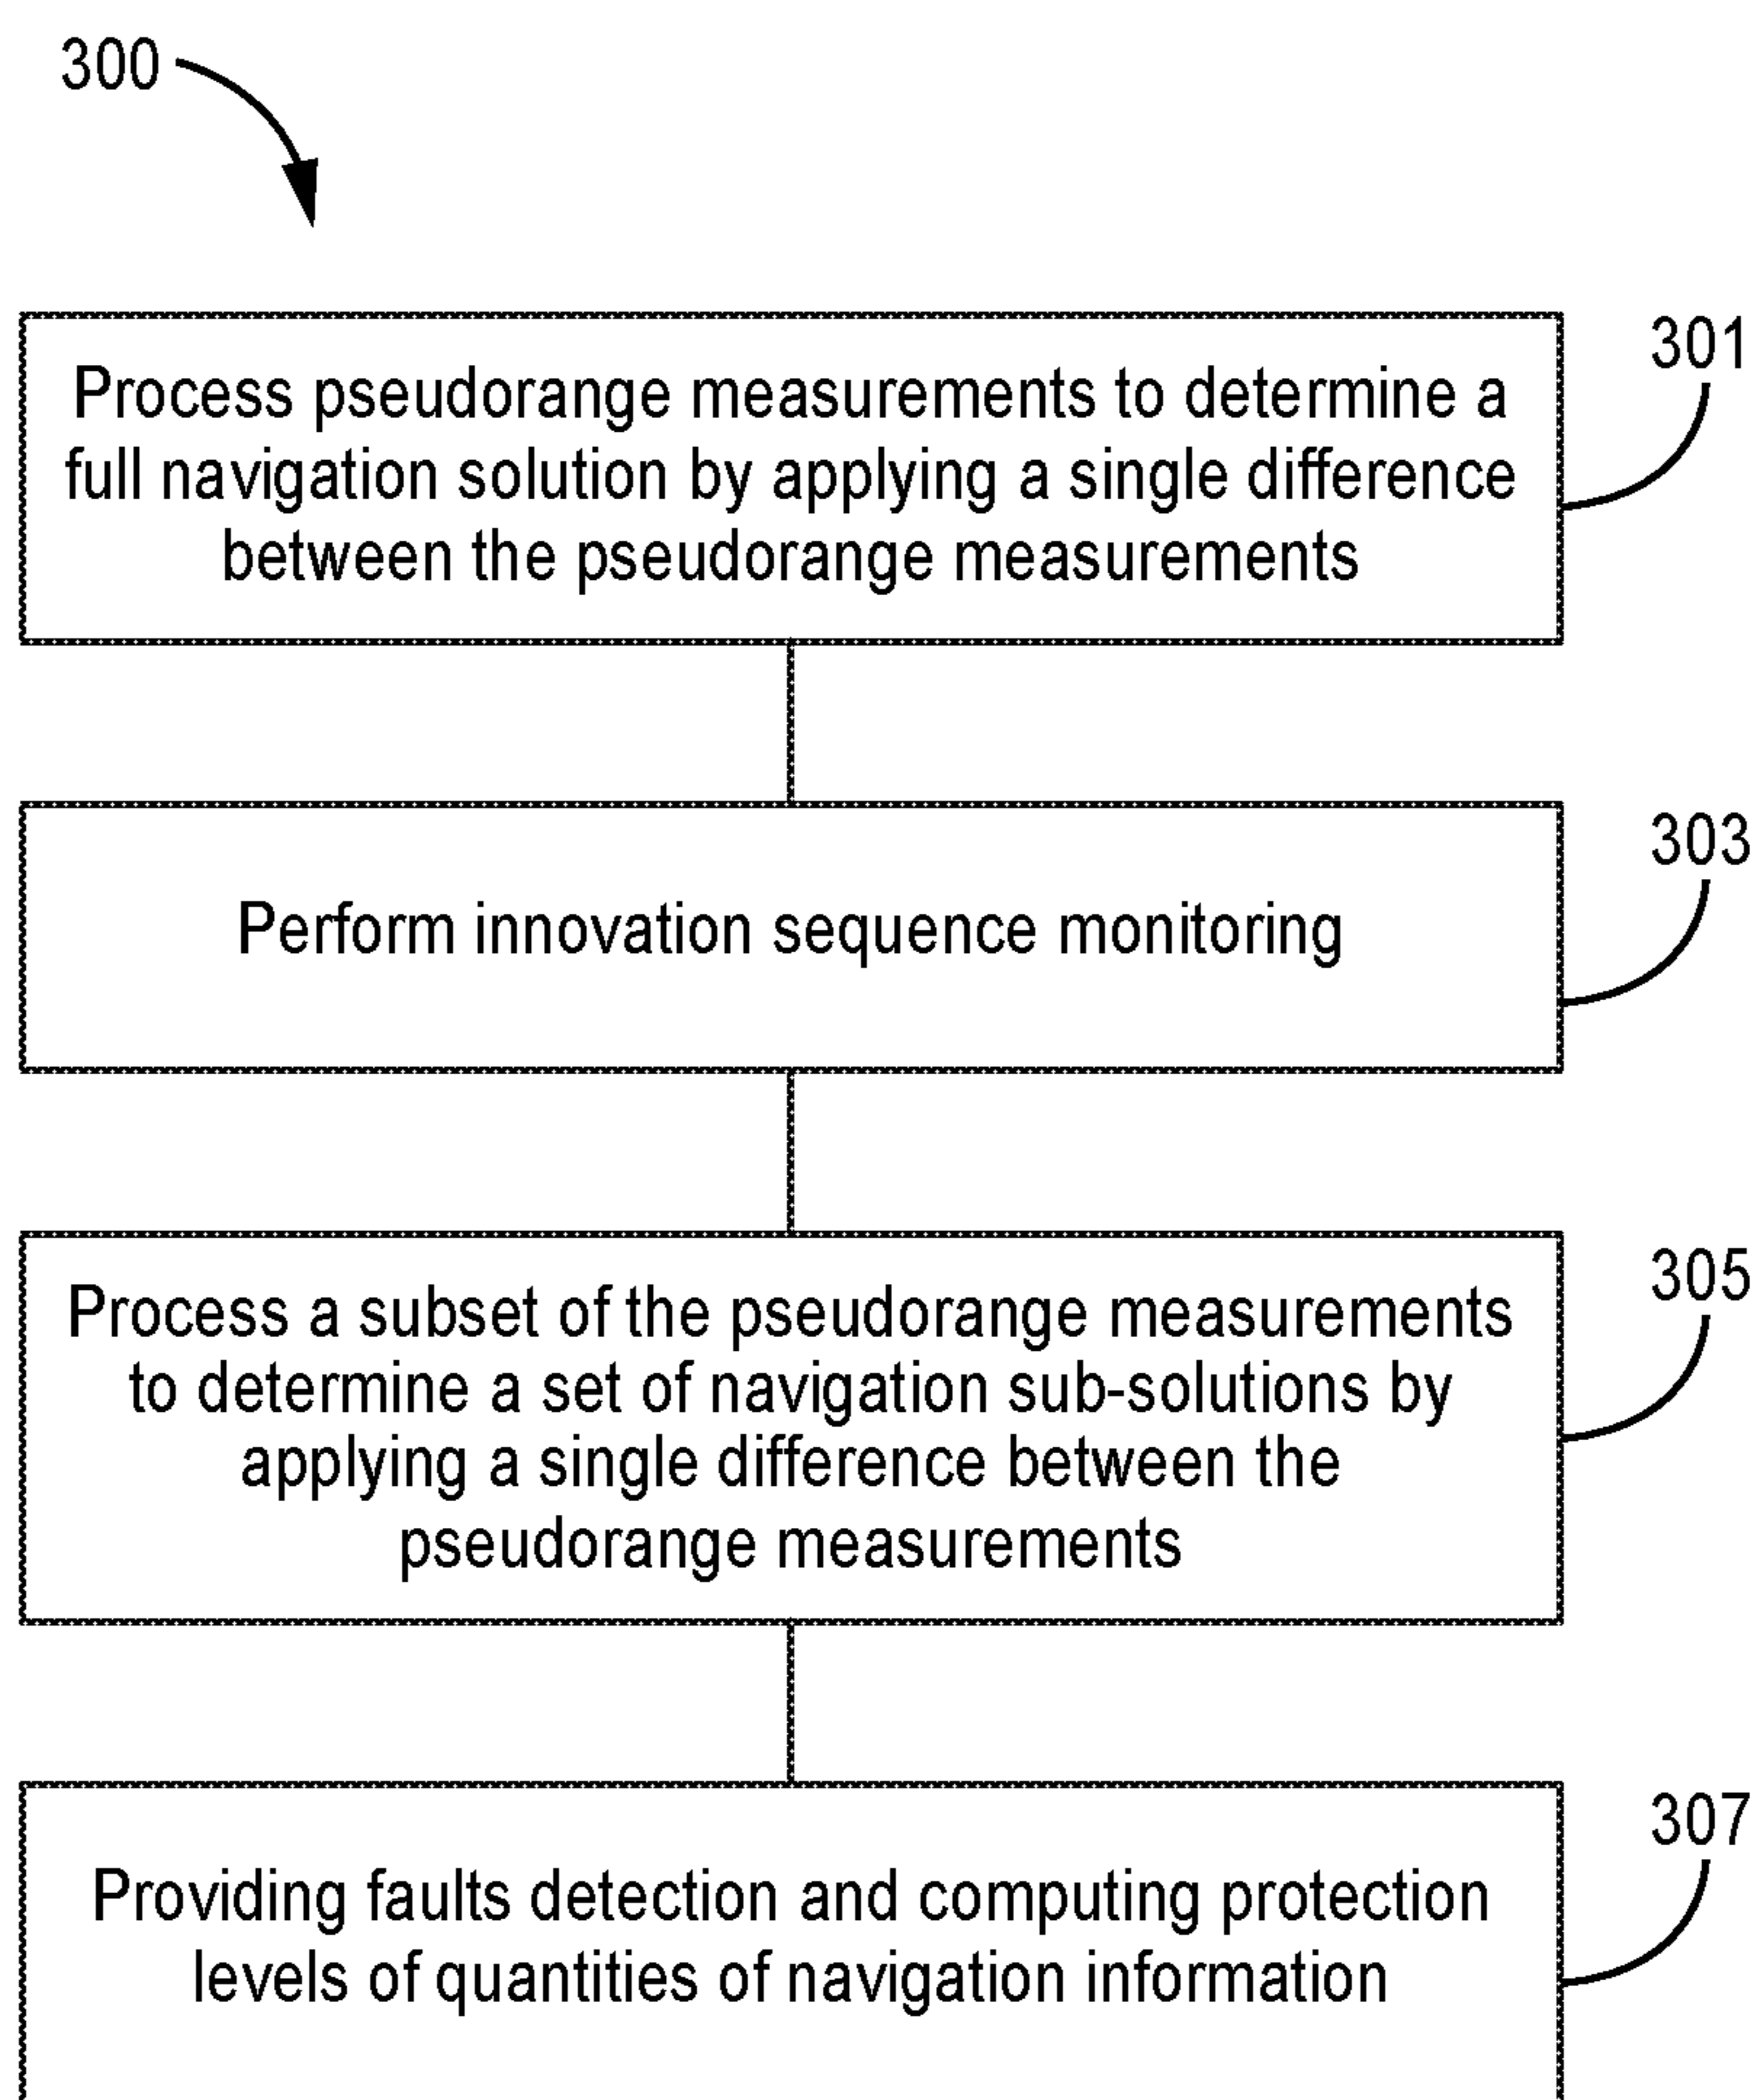 300
301
Process pseudorange measurements to determine a
full navigation solution by applying a single difference
between the pseudorange measurements
303
Perform innovation sequence monitoring
305
Process a subset of the pseudorange measurements
to determine a set of navigation sub-solutions by
applying a single difference between the
pseudorange measurements
307
Providing faults detection and computing protection
levels of quantities of navigation information